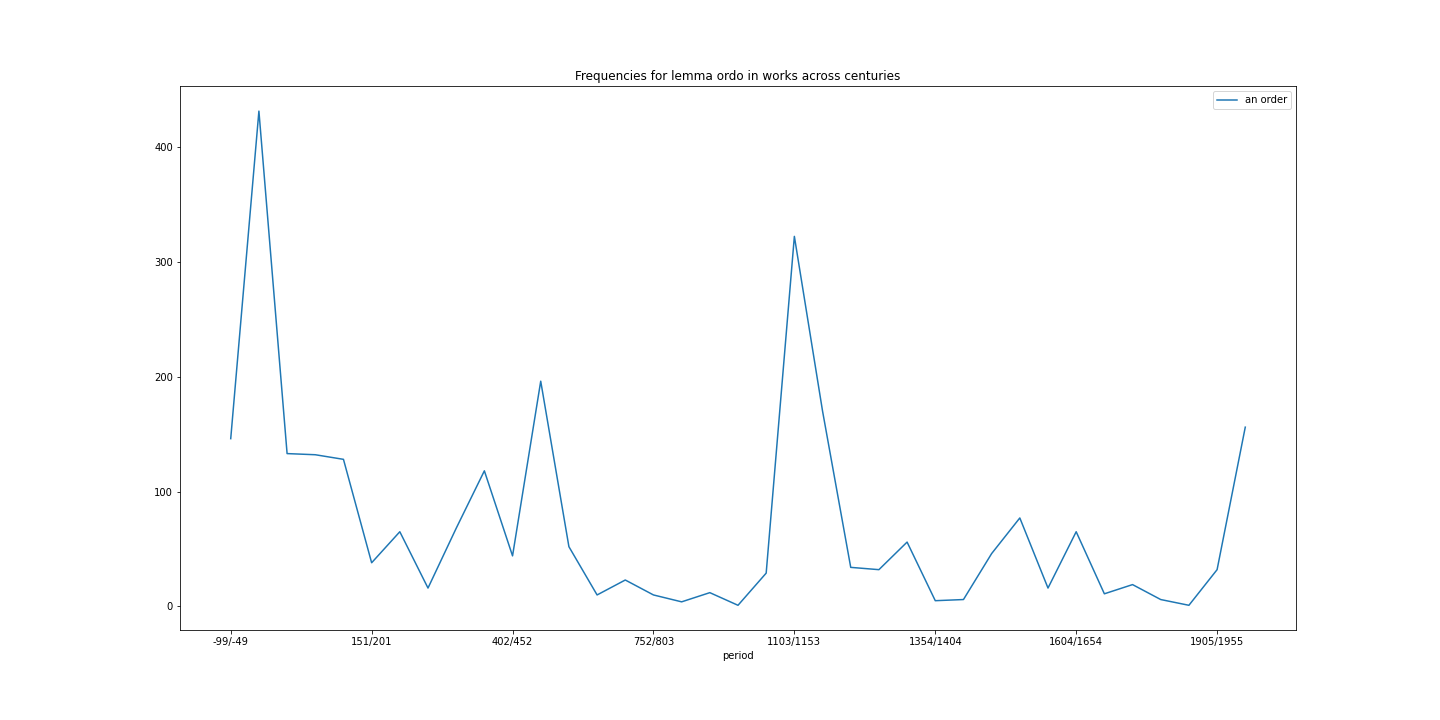 Frequencies for lemma ordo in works across centuries
an order
400
300
200
100
0
-99/-49 151/201 402/452 752/803 1103/1153 1354/1404 1604/1654 1905/1955
period